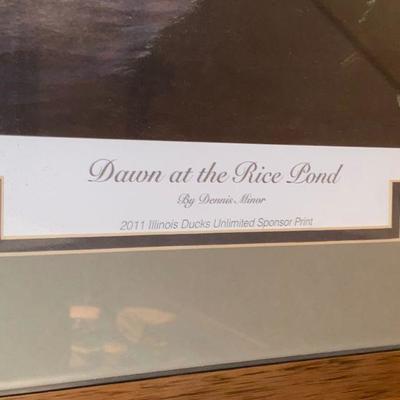 Dawn at the Rice Pond
By Dennis Minor
2011 Illinois Ducks Unlimited Sponsor Print